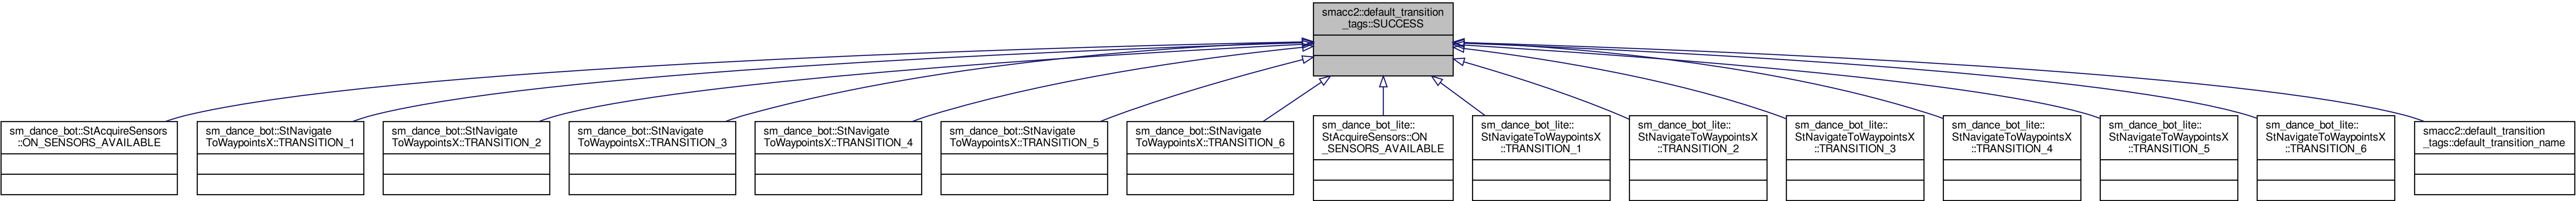 smacc2::default_transition
_tags::SUCCESS
sm_dance_bot::StAcquireSensors
::ON_SENSORS_AVAILABLE
sm_dance_bot::StNavigate
ToWaypointsX::TRANSITION_1
sm_dance_bot::StNavigate
ToWaypointsX::TRANSITION_2
sm_dance_bot::StNavigate
ToWaypointsX::TRANSITION_3
sm_dance_bot::StNavigate
ToWaypointsX::TRANSITION_4
sm_dance_bot::StNavigate
ToWaypointsX::TRANSITION_5
sm_dance_bot::StNavigate
ToWaypointsX::TRANSITION_6
sm_dance_bot_lite::
StAcquireSensors::ON
_SENSORS_AVAILABLE
sm_dance_bot_lite::
StNavigateToWaypointsX
::TRANSITION_1
sm_dance_bot_lite::
StNavigateToWaypointsX
::TRANSITION_2
sm_dance_bot_lite::
StNavigateToWaypointsX
::TRANSITION_3
sm_dance_bot_lite::
StNavigateToWaypointsX
::TRANSITION_4
sm_dance_bot_lite::
StNavigateToWaypointsX
::TRANSITION_5
sm_dance_bot_lite::
StNavigateToWaypointsX
::TRANSITION_6
smacc2::default_transition
_tags::default_transition_name